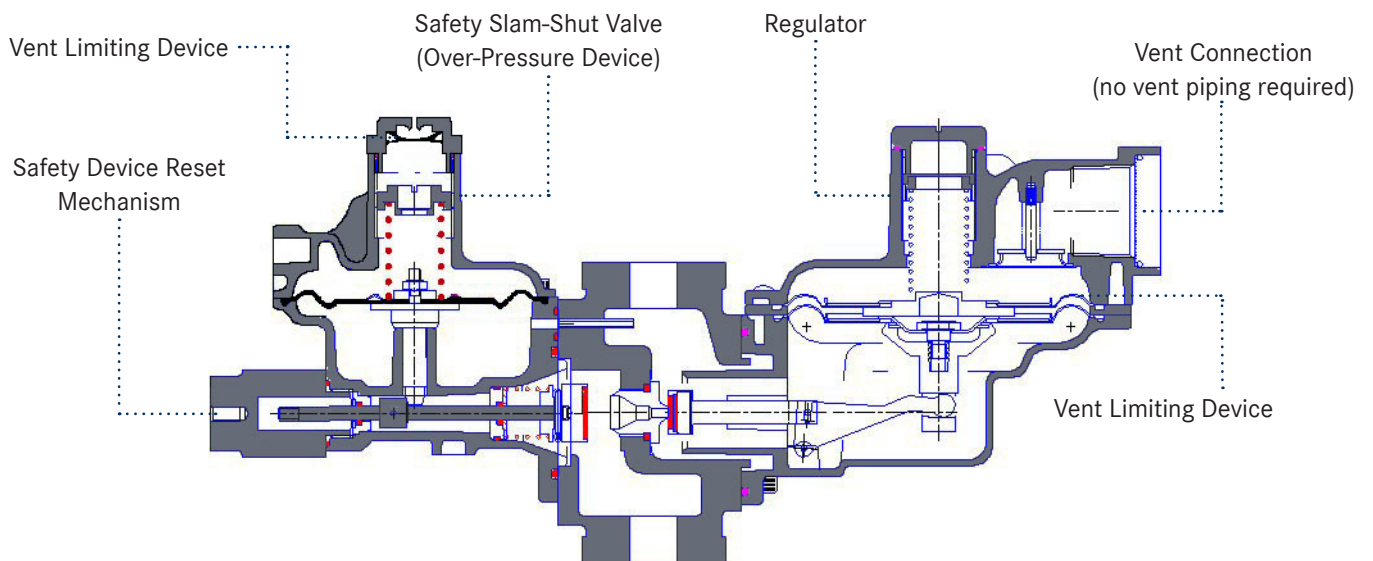 Vent Limiting Device
Safety Slam-Shut Valve
(Over-Pressure Device)
Regulator
Vent Connection
(no vent piping required)
Safety Device Reset
Mechanism
Vent Limiting Device